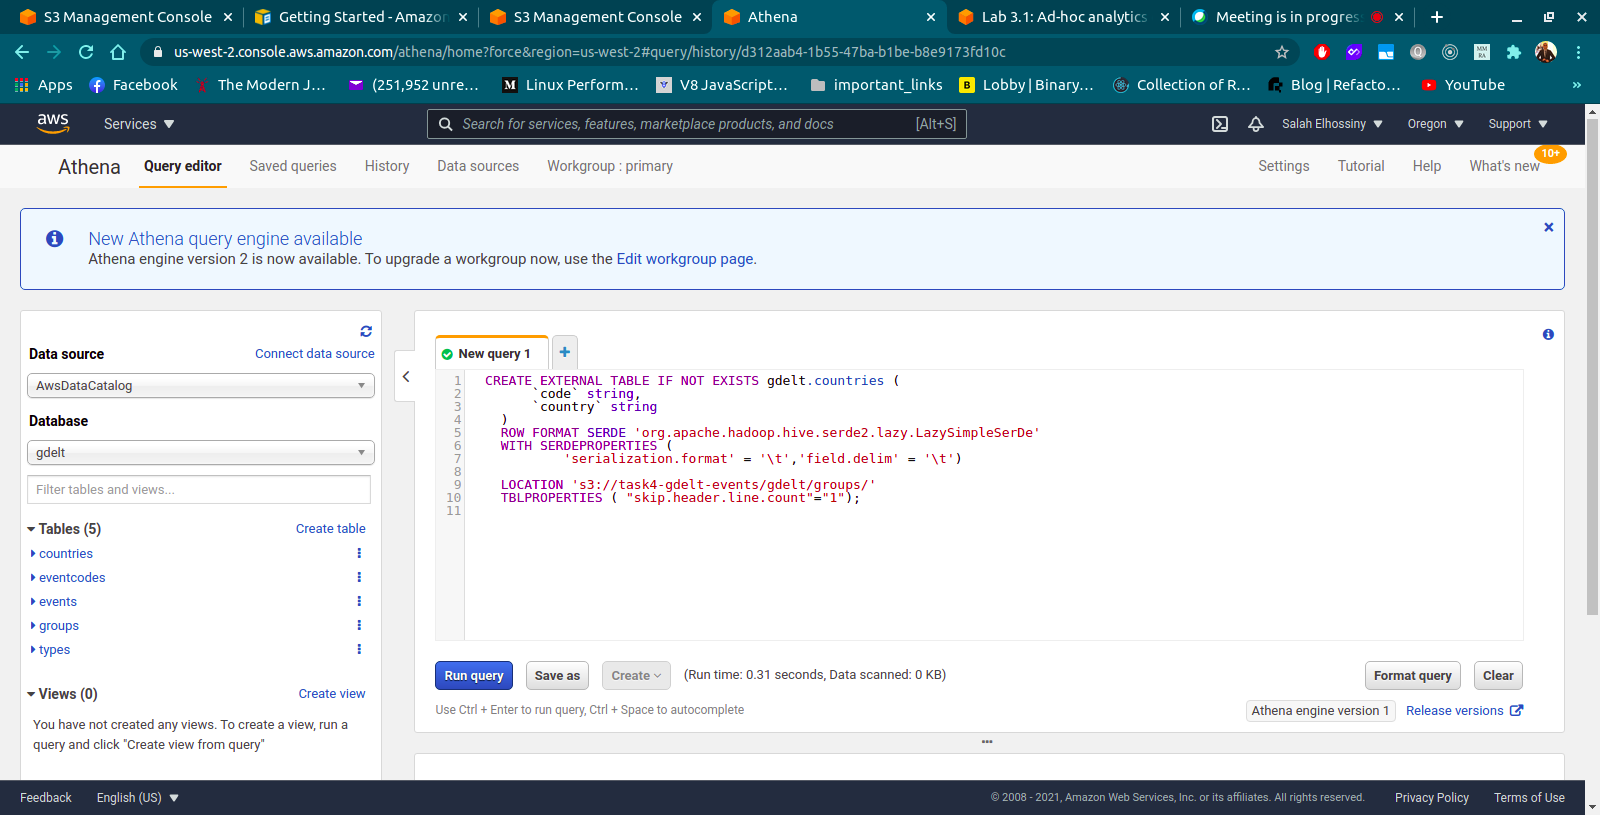 S3 Management Console
Getting Started - Amazon
S3 Management Console
Athena
Lab 3.1: Ad-hoc analytics
Meeting is in progres
us-west-2.console.aws.amazon.com/athena/home?force&region=us-west-2#query/history/d312aab4-1b55-47ba-b1be-b8e9173fd10c
Apps
Facebook
The Modern J...
(251,952 unre...
Linux Perform...
V8 JavaScript...
important_links
Lobby | Binary...
Collection of R...
Blog | Refacto...
YouTube
»
aws
Services
Search for services, features, marketplace products, and docs
[Alt+S]
Salah Elhossiny
Oregon
Support
Athena
Query editor
Saved queries
History
Data sources
Workgroup : primary
Settings
Tutorial
Help
What's new
10+
New Athena query engine available
Athena engine version 2 is now available. To upgrade a workgroup now, use the Edit workgroup page.
Data source
Connect data source
AwsDataCatalog
Database
gdelt
Filter tables and views...
Tables (5)
Create table
countries
eventcodes
events
groups
types
Views (0)
Create view
You have not created any views. To create a view, run a
query and click "Create view from query"
New query 1
1 CREATE EXTERNAL TABLE IF NOT EXISTS gdelt.countries (
2 `code` string,
3 `country` string
4 )
5 ROW FORMAT SERDE 'org.apache.hadoop.hive.serde2.lazy.LazySimpleSerDe'
6 WITH SERDEPROPERTIES (
7 'serialization.format' = '\t','field.delim' = '\t')
8
9 LOCATION 's3://task4-gdelt-events/gdelt/groups/'
10 TBLPROPERTIES ( "skip.header.line.count"="1");
11
Run query
Save as
Create
(Run time: 0.31 seconds, Data scanned: 0 KB)
Format query
Clear
Use Ctrl + Enter to run query, Ctrl + Space to autocomplete
Athena engine version 1
Release versions
Feedback
English (US)
© 2008 - 2021, Amazon Web Services, Inc. or its affiliates. All rights reserved.
Privacy Policy
Terms of Use